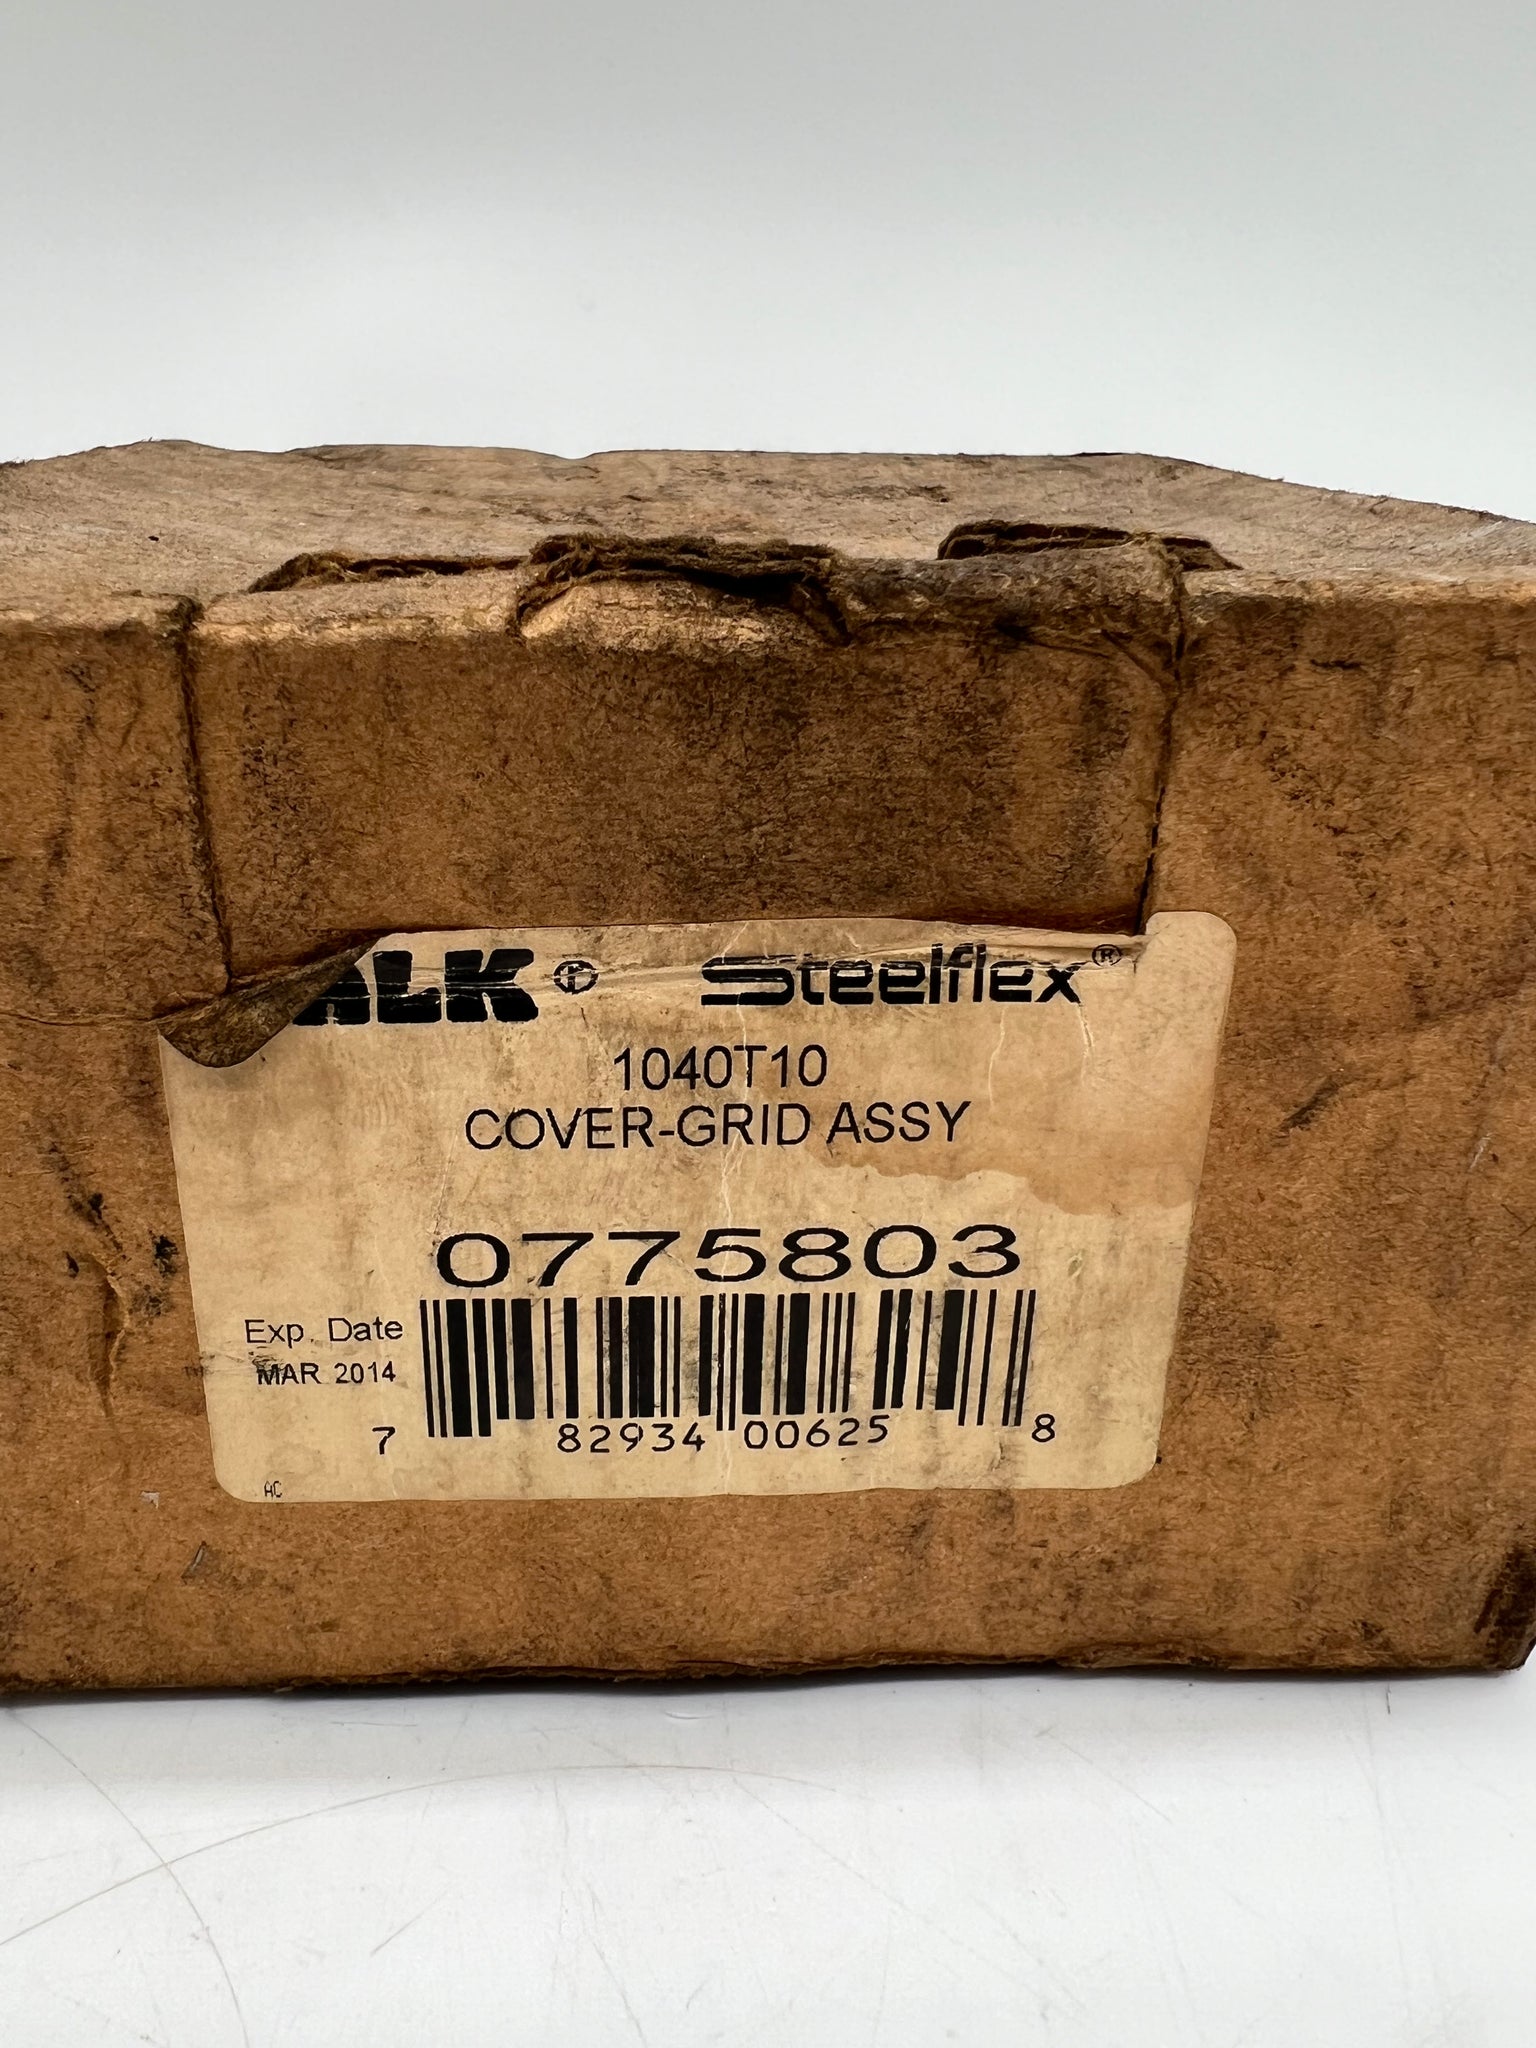 ALK® Steelflex®
1040T10
COVER-GRID ASSY
0775803
Exp. Date
MAR 2014
7 82934 00625 8
AC